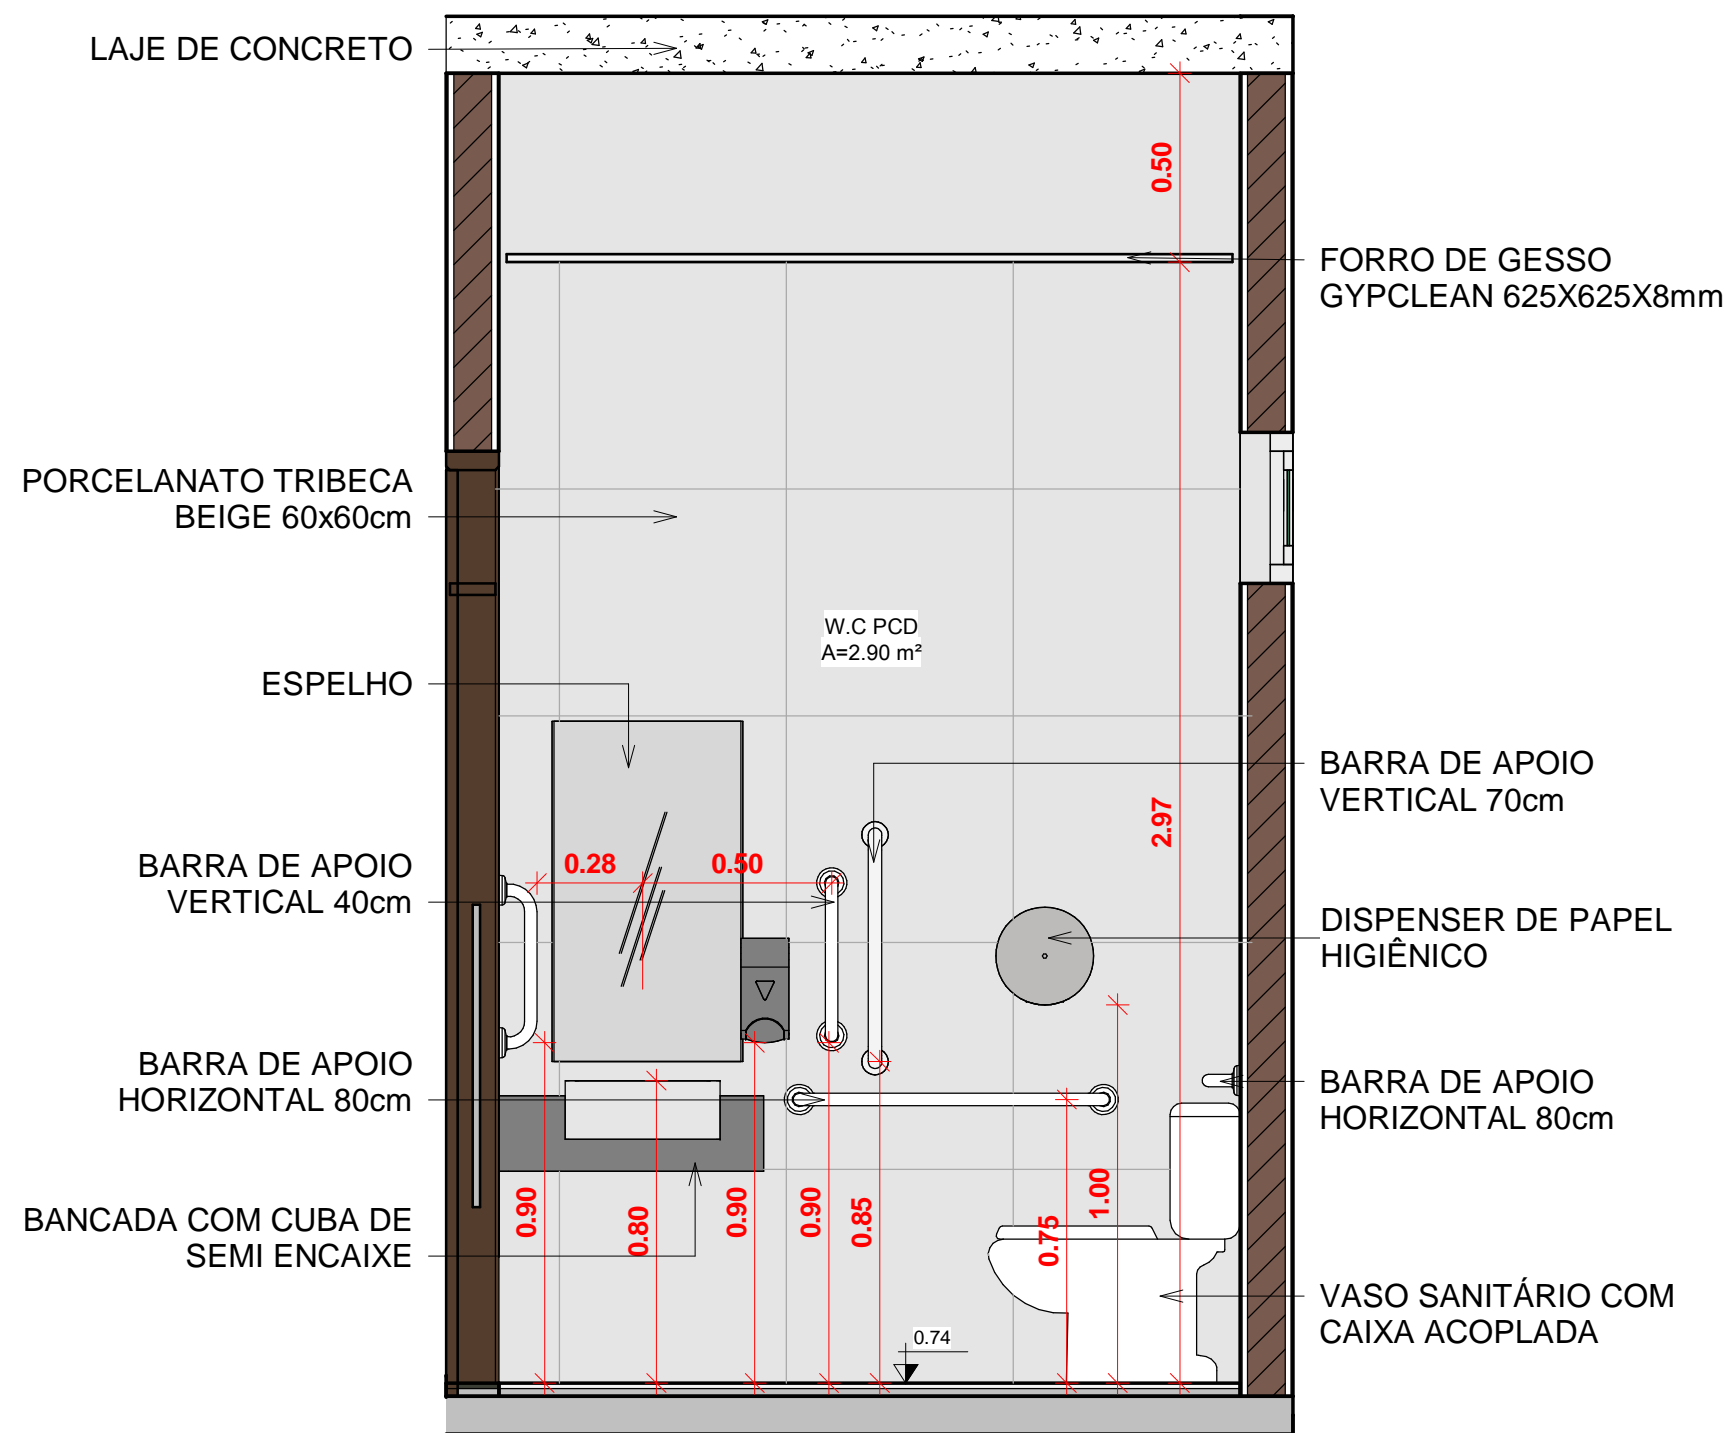 LAJE DE CONCRETO
0.50
FORRO DE GESSO
GYPCLEAN 625X625X8mm
PORCELANATO TRIBECA
BEIGE 60x60cm
W.C PCD
A=2.90 m²
ESPELHO
BARRA DE APOIO
VERTICAL 70cm
2.97
BARRA DE APOIO
VERTICAL 40cm
0.28
0.50
DISPENSER DE PAPEL
HIGIÊNICO
BARRA DE APOIO
HORIZONTAL 80cm
BARRA DE APOIO
HORIZONTAL 80cm
0.90
0.80
0.90
0.90
0.85
0.75
1.00
BANCADA COM CUBA DE
SEMI ENCAIXE
VASO SANITÁRIO COM
CAIXA ACOPLADA
0.74